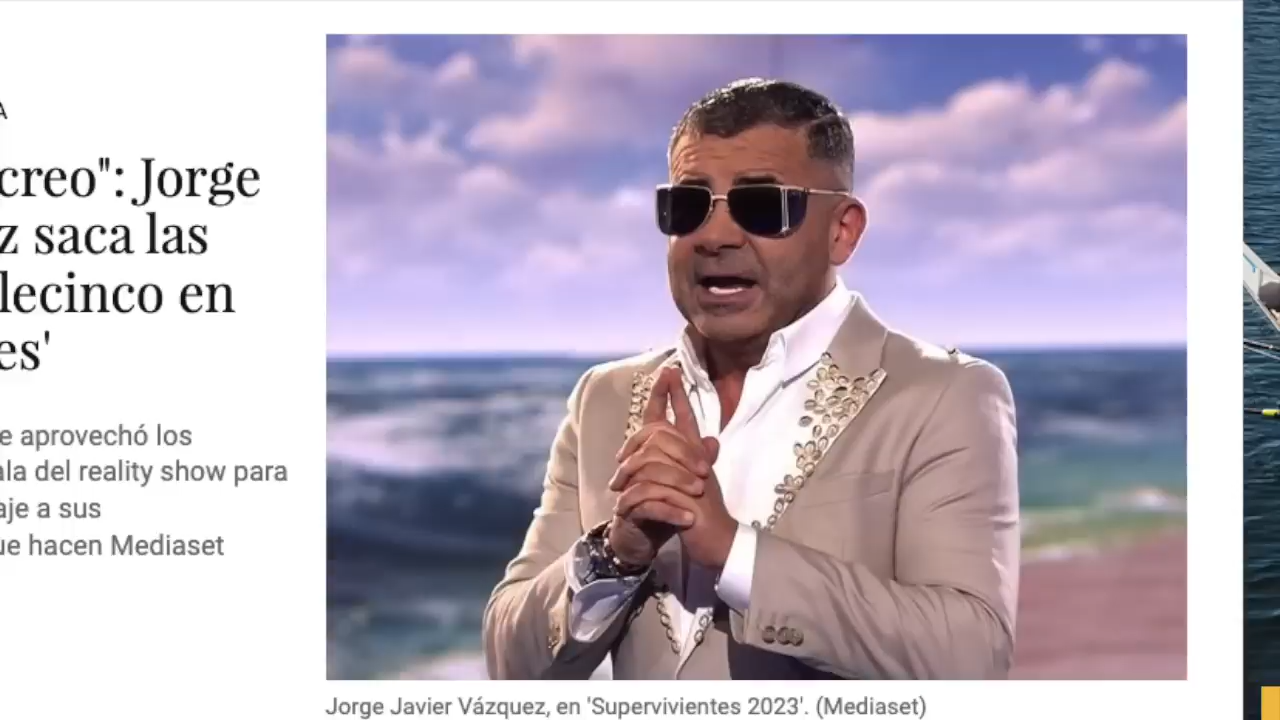 A
creo": Jorge
z saca las
lecinco en
es'
e aprovechó los
ala del reality show para
aje a sus
ue hacen Mediaset
Jorge Javier Vázquez, en 'Supervivientes 2023'. (Mediaset)